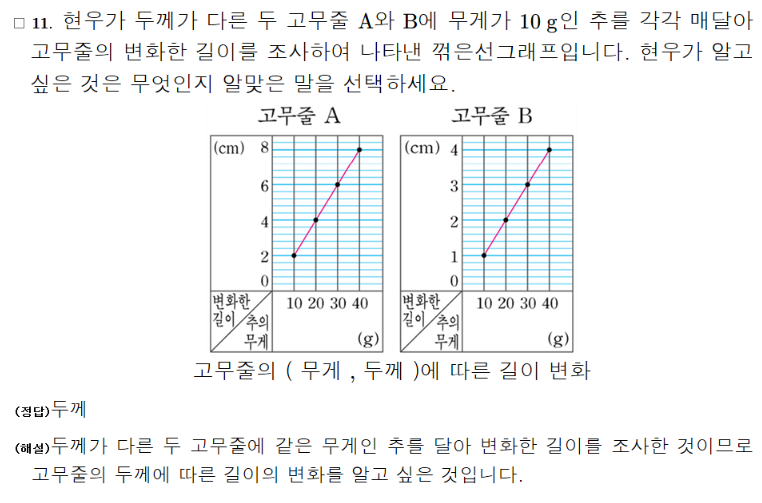 □ 11. 현우가 두께가 다른 두 고무줄 A와 B에 무게가 10 g인 추를 각각 매달아
고무줄의 변화한 길이를 조사하여 나타낸 꺾은선그래프입니다. 현우가 알고
싶은 것은 무엇인지 알맞은 말을 선택하세요.
고무줄 A
(cm) 8
6
4
2
0
변화한
길이
추의
무게
10 20 30 40
(g)
고무줄 B
(cm) 4
3
2
1
0
변화한
길이
추의
무게
10 20 30 40
(g)
고무줄의 ( 무게 , 두께 )에 따른 길이 변화
(정답)두께
(해설)두께가 다른 두 고무줄에 같은 무게인 추를 달아 변화한 길이를 조사한 것이므로
고무줄의 두께에 따른 길이의 변화를 알고 싶은 것입니다.